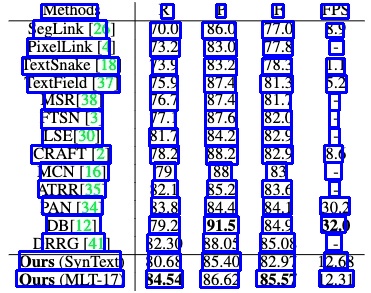 Methods R P F FPS
SegLink [26] 70.0 86.0 77.0 8.9
PixelLink [4] 73.2 83.0 77.8 -
TextSnake [18] 73.9 83.2 78.3 1.1
TextField [37] 75.9 87.4 81.3 5.2
MSR[38] 76.7 87.4 81.7 -
FTSN [3] 77.1 87.6 82.0 -
LSE[30] 81.7 84.2 82.9 -
CRAFT [2] 78.2 88.2 82.9 8.6
MCN [16] 79 88 83 -
ATRR[35] 82.1 85.2 83.6 -
PAN [34] 83.8 84.4 84.1 30.2
DB[12] 79.2 91.5 84.9 32.0
DRRG [41] 82.30 88.05 85.08 -
Ours (SynText) 80.68 85.40 82.97 12.68
Ours (MLT-17) 84.54 86.62 85.57 12.31